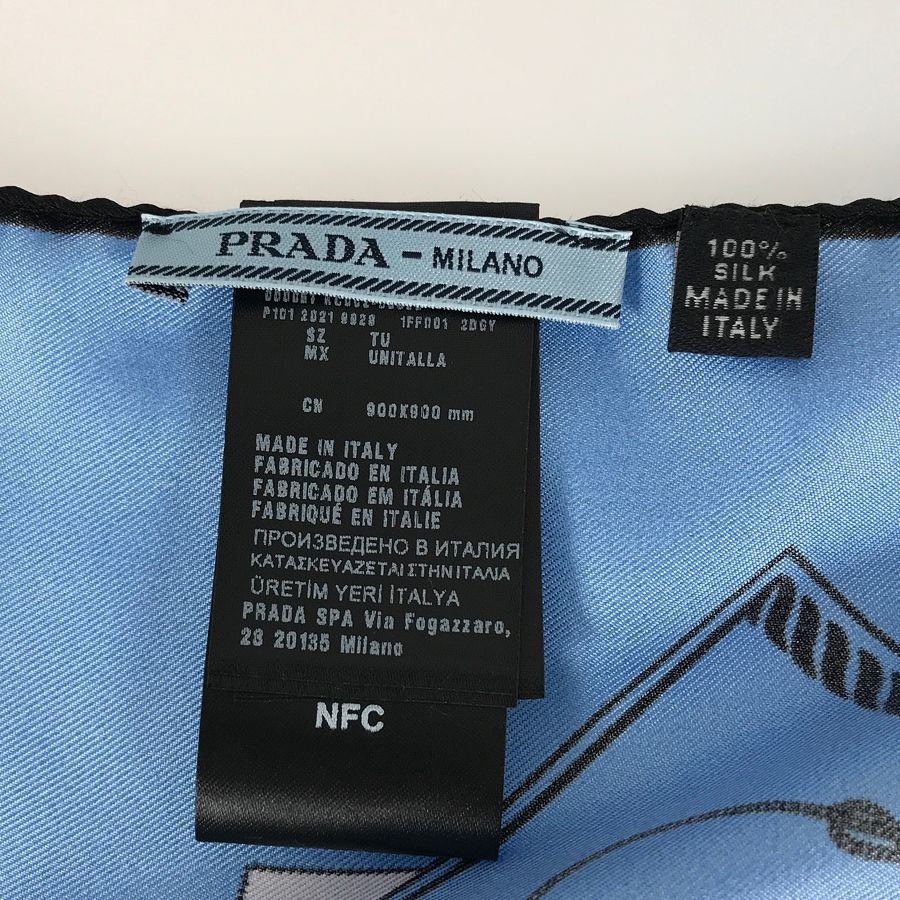 PRADA - MILANO
100%
SILK
MADE IN
ITALY
P101 2021 8828 1FF001 2DGY
SZ TU
MX UNITALLA
CN 900X900 mm
MADE IN ITALY
FABRICADO EN ITALIA
FABRICADO EM ITÁLIA
FABRIQUÉ EN ITALIE
ПРОИЗВЕДЕНО В ИТАЛИЯ
ΚΑΤΑΣΚΕΥΑΖΕΤΑΙ ΣΤΗΝ ΙΤΑΛΙΑ
ÜRETİM YERİ İTALYA
PRADA SPA Via Fogazzaro,
28 20135 Milano
NFC